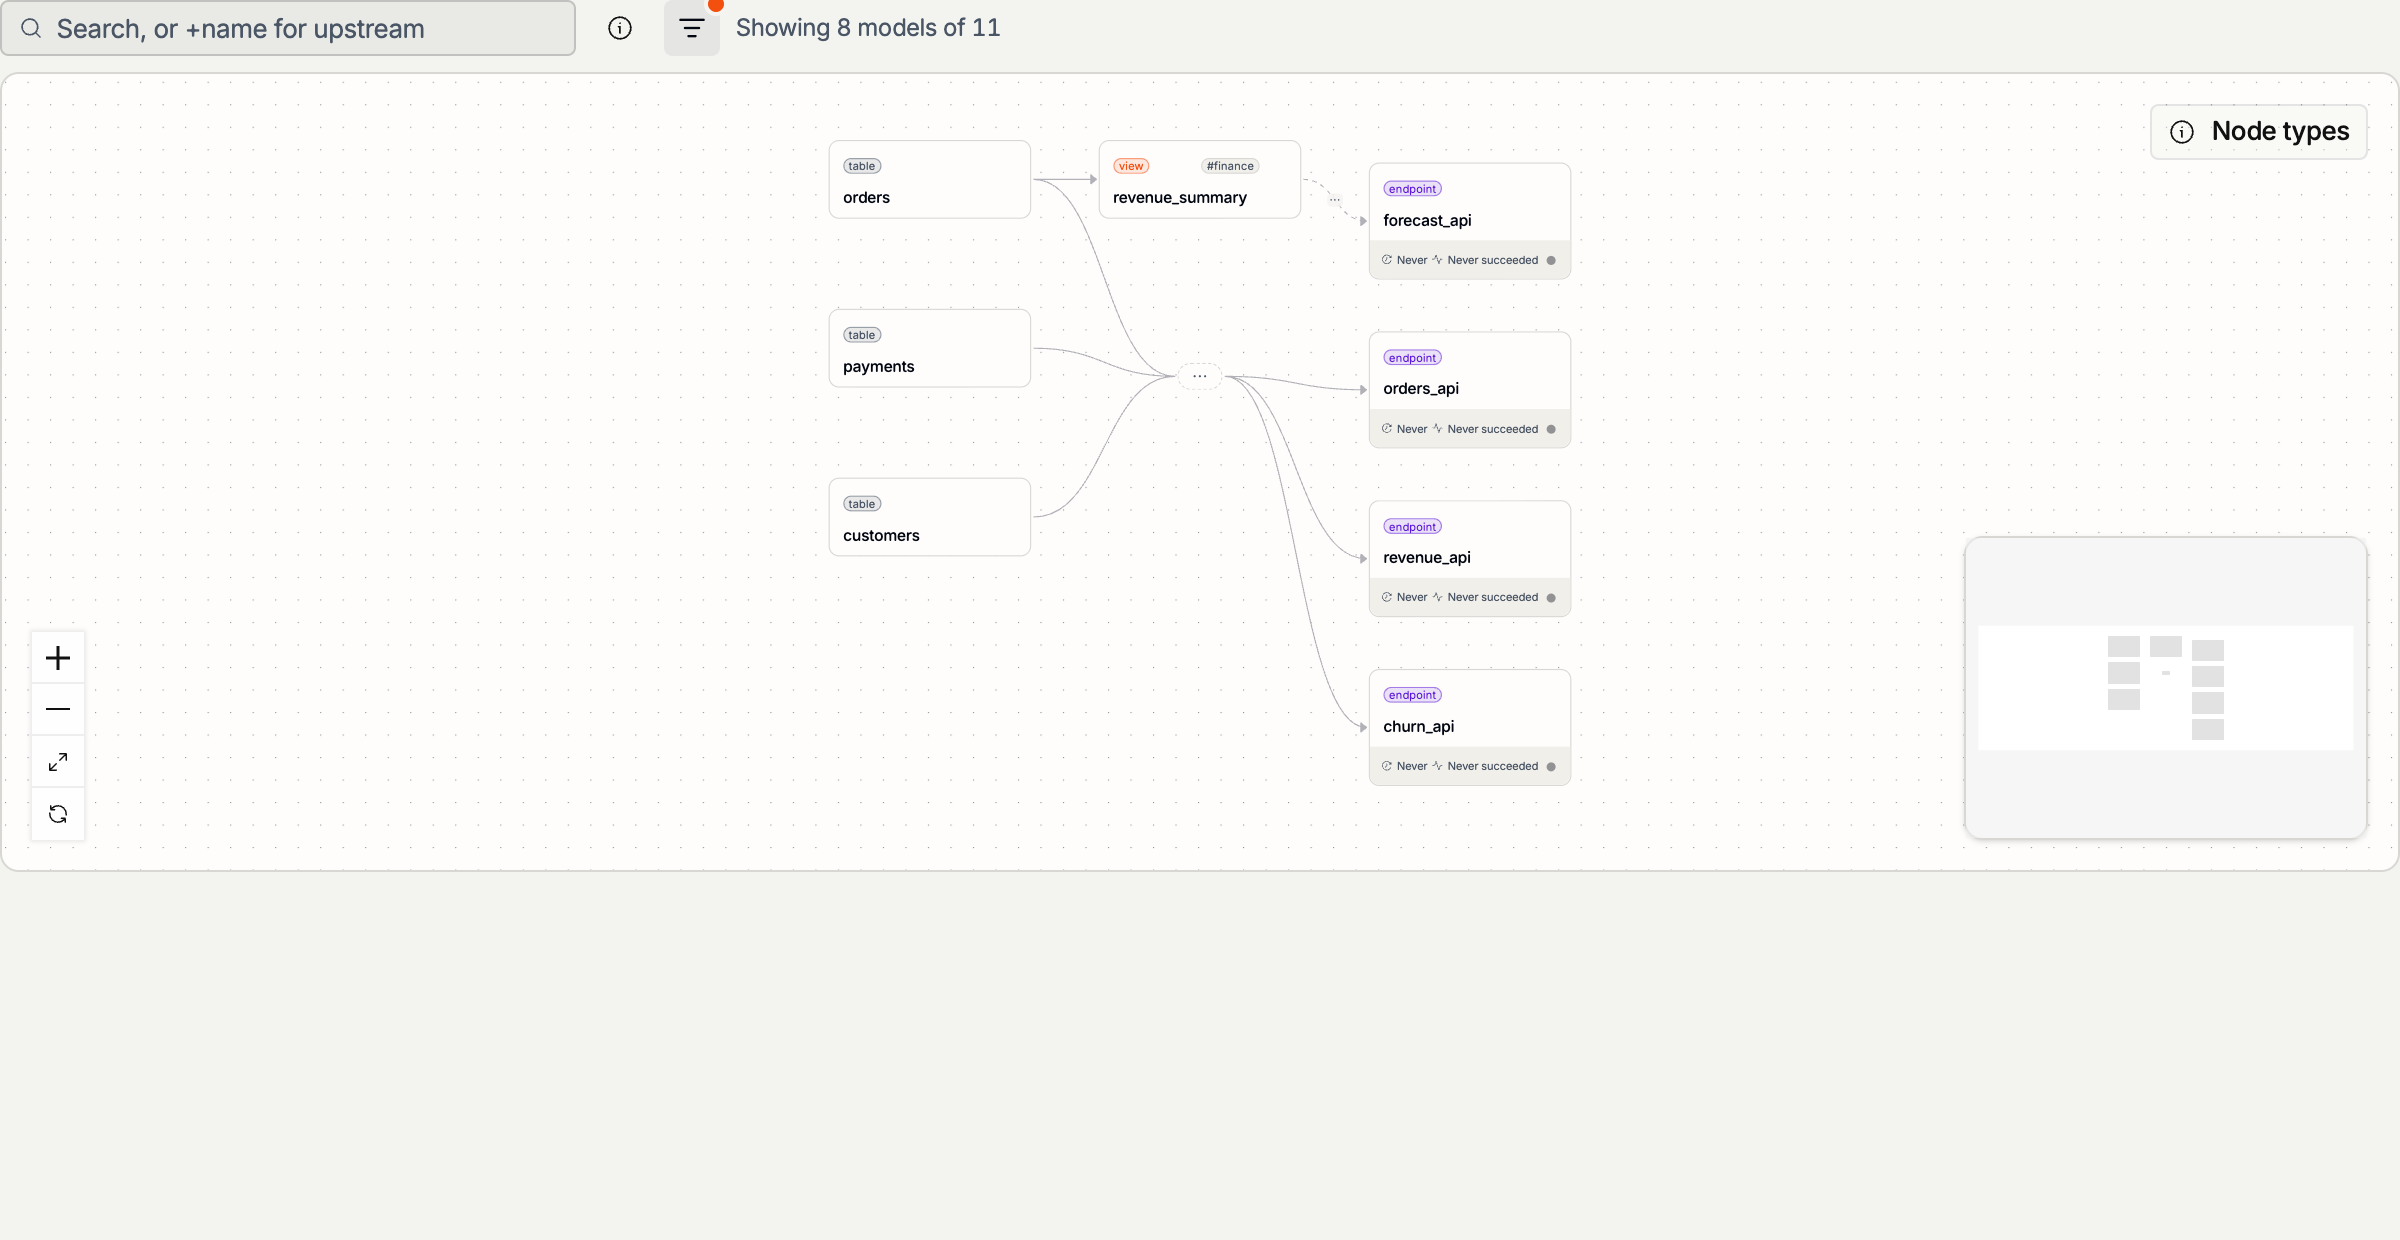 Search, or +name for upstream
Showing 8 models of 11
Node types
table
orders
view
#finance
revenue_summary
...
endpoint
forecast_api
Never
Never succeeded
table
payments
...
endpoint
orders_api
Never
Never succeeded
table
customers
endpoint
revenue_api
Never
Never succeeded
endpoint
churn_api
Never
Never succeeded